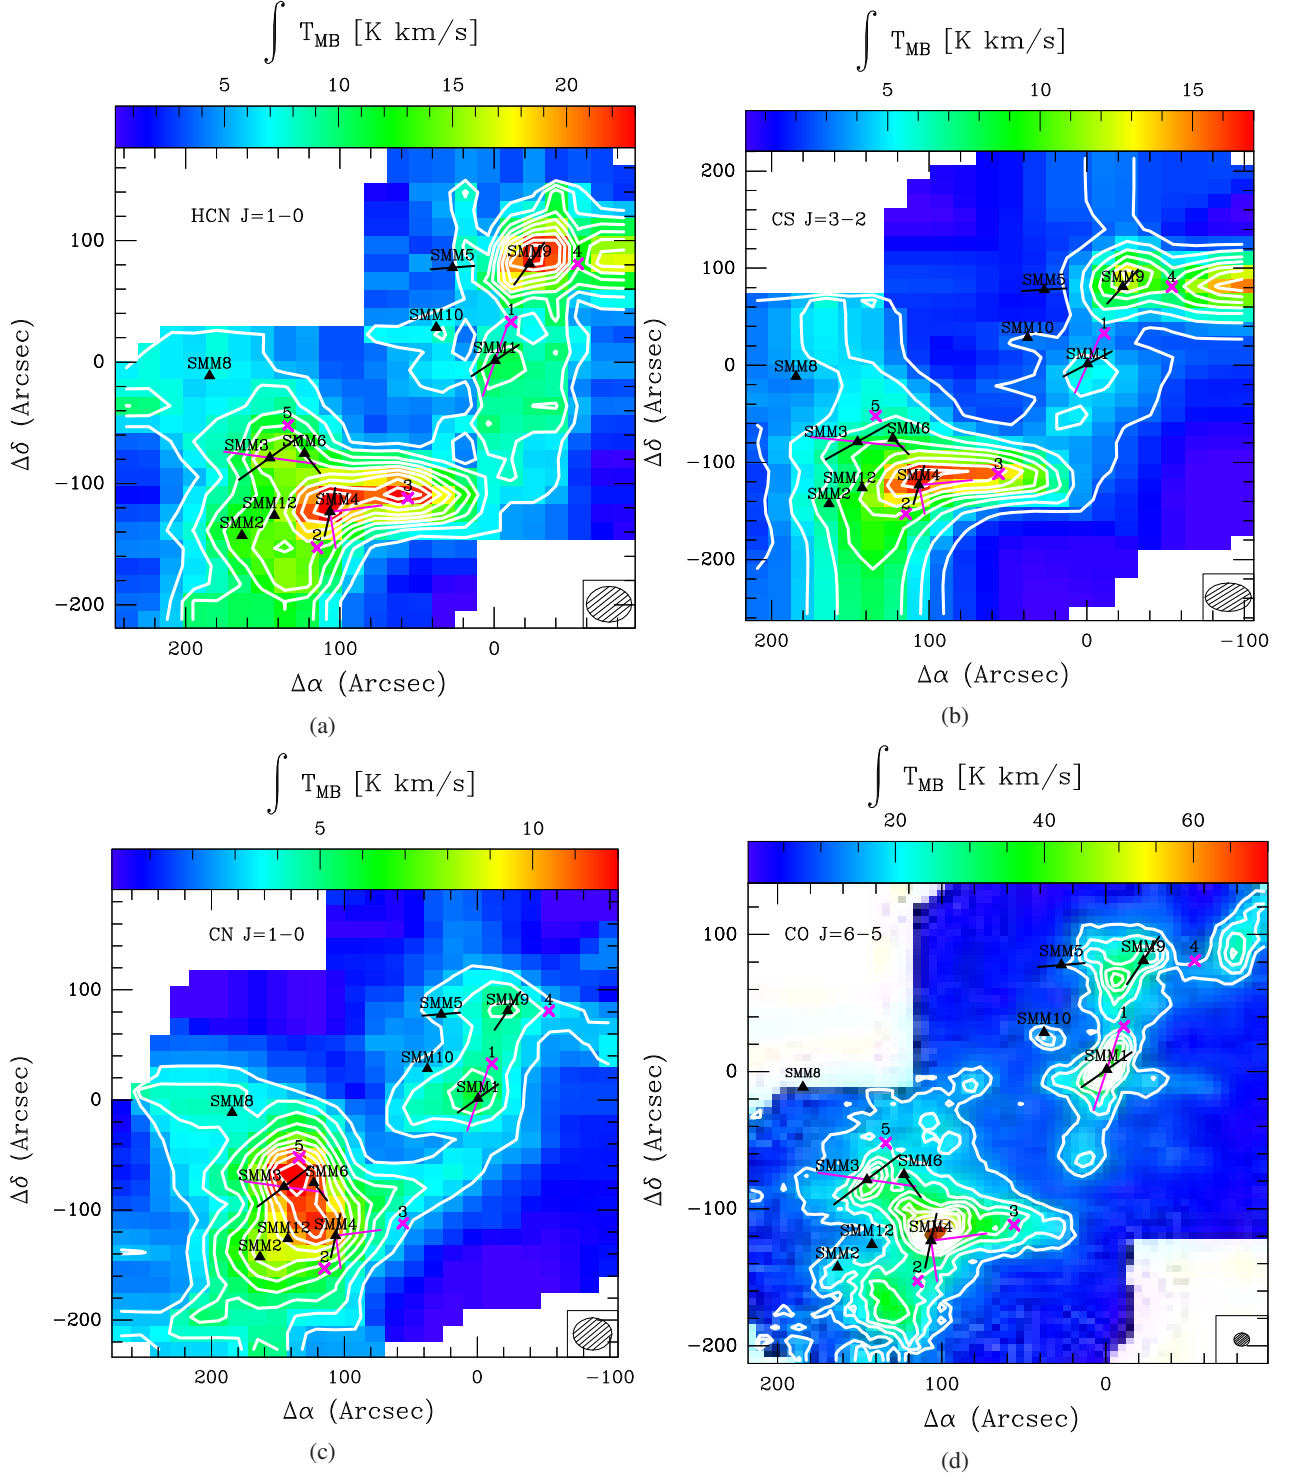 ∫ T_MB [K km/s]
5 10 15 20
HCN J=1−0
SMM5
SMM9
4
SMM10
1
SMM1
SMM8
5
SMM3
SMM6
3
SMM12
SMM4
SMM2
2
100
0
−100
−200
Δδ (Arcsec)
200 100 0
Δα (Arcsec)
(a)
∫ T_MB [K km/s]
5 10 15
CS J=3−2
SMM5
SMM9
4
SMM10
1
SMM1
SMM8
5
SMM3
SMM6
3
SMM12
SMM4
SMM2
2
200
100
0
−100
−200
Δδ (Arcsec)
200 100 0 −100
Δα (Arcsec)
(b)
∫ T_MB [K km/s]
5 10
CN J=1−0
SMM5
SMM9
4
SMM10
1
SMM1
SMM8
5
SMM3
SMM6
3
SMM12
SMM4
SMM2
2
100
0
−100
−200
Δδ (Arcsec)
200 100 0 −100
Δα (Arcsec)
(c)
∫ T_MB [K km/s]
20 40 60
CO J=6−5
SMM5
SMM9
4
SMM10
1
SMM1
SMM8
5
SMM3
SMM6
3
SMM12
SMM4
SMM2
2
100
0
−100
−200
Δδ (Arcsec)
200 100 0
Δα (Arcsec)
(d)